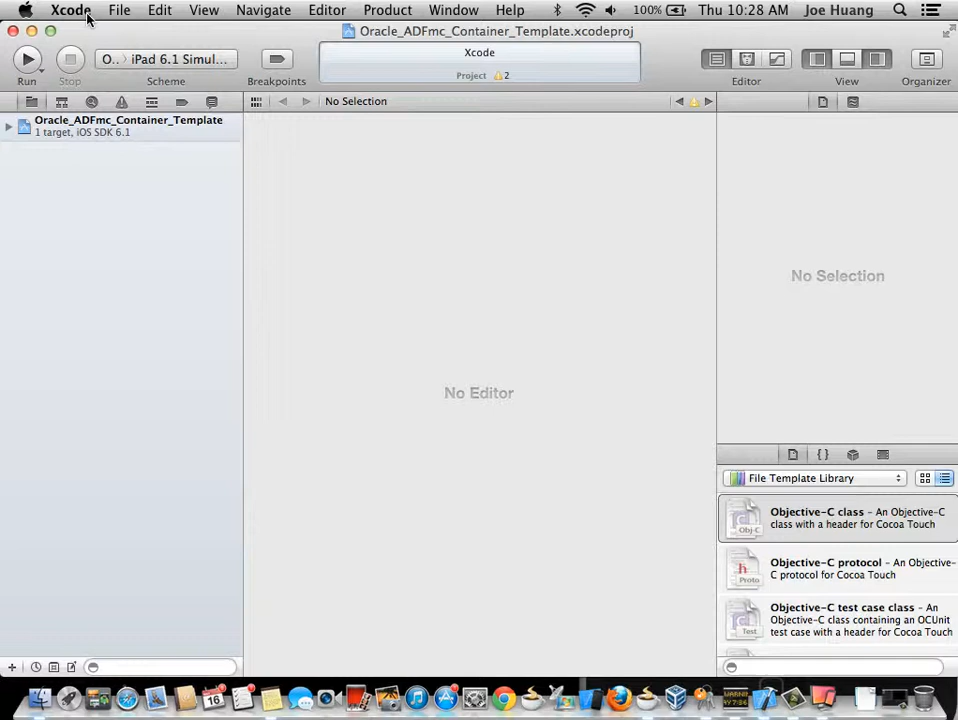 Xcode File Edit View Navigate Editor Product Window Help 100% Thu 10:28 AM Joe Huang
Oracle_ADFmc_Container_Template.xcodeproj
O.. iPad 6.1 Simul...
Xcode
Project 2
Run Stop Scheme Breakpoints Editor View Organizer
No Selection
Oracle_ADFmc_Container_Template
1 target, iOS SDK 6.1
No Selection
No Editor
{ }
File Template Library
Objective-C class – An Objective-C
class with a header for Cocoa Touch
Obj-C
Objective-C protocol – An Objective-
C protocol for Cocoa Touch
h
Proto
Objective-C test case class – An
Objective-C class containing an OCUnit
test case with a header for Cocoa Touch
Test
16